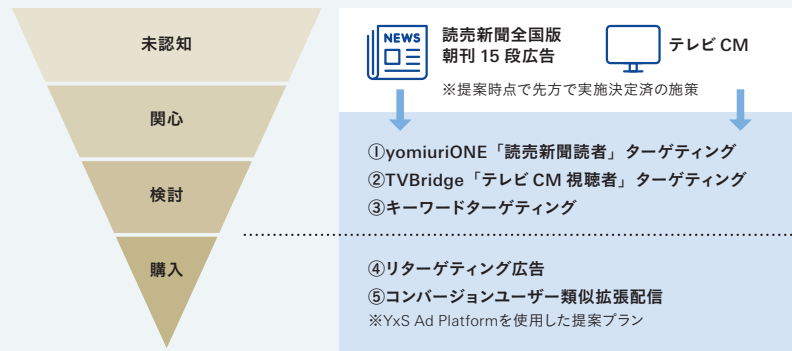 未認知
関心
検討
購入
NEWS
読売新聞全国版
朝刊 15 段広告
テレビ CM
※提案時点で先方で実施決定済の施策
①yomiuriONE「読売新聞読者」ターゲティング
②TVBridge「テレビ CM 視聴者」ターゲティング
③キーワードターゲティング
④リターゲティング広告
⑤コンバージョンユーザー類似拡張配信
※YxS Ad Platformを使用した提案プラン